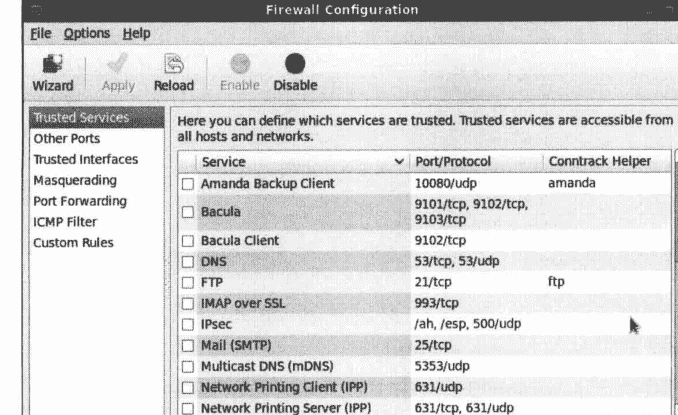 Firewall Configuration
File Options Help
Wizard Apply Reload Enable Disable
Trusted Services
Other Ports
Trusted Interfaces
Masquerading
Port Forwarding
ICMP Filter
Custom Rules
Here you can define which services are trusted. Trusted services are accessible from
all hosts and networks.
Service Port/Protocol Conntrack Helper
Amanda Backup Client 10080/udp amanda
Bacula 9101/tcp, 9102/tcp,
9103/tcp
Bacula Client 9102/tcp
DNS 53/tcp, 53/udp
FTP 21/tcp ftp
IMAP over SSL 993/tcp
IPsec /ah, /esp, 500/udp
Mail (SMTP) 25/tcp
Multicast DNS (mDNS) 5353/udp
Network Printing Client (IPP) 631/udp
Network Printing Server (IPP) 631/tcp, 631/udp